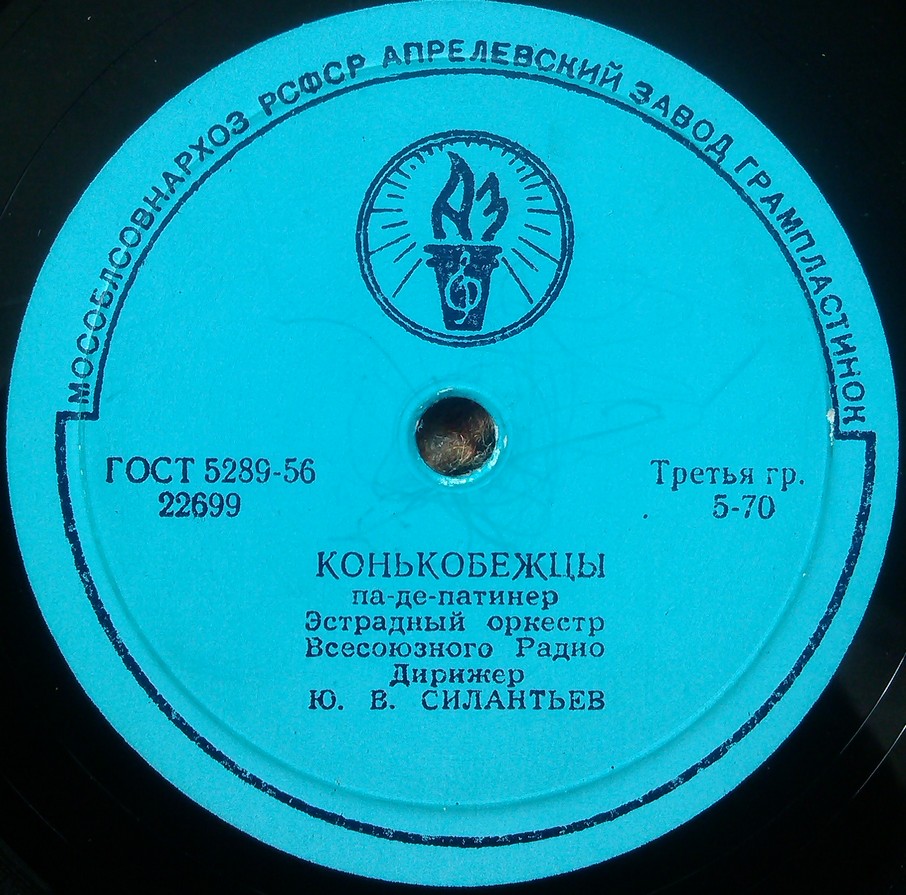 МОСОБЛСОВНАРХОЗ РСФСР АПРЕЛЕВСКИЙ ЗАВОД ГРАМПЛАСТИНОК
АЗ
ГОСТ 5289-56
22699
Третья гр.
5-70
КОНЬКОБЕЖЦЫ
па-де-патинер
Эстрадный оркестр
Всесоюзного Радио
Дирижер
Ю. В. СИЛАНТЬЕВ